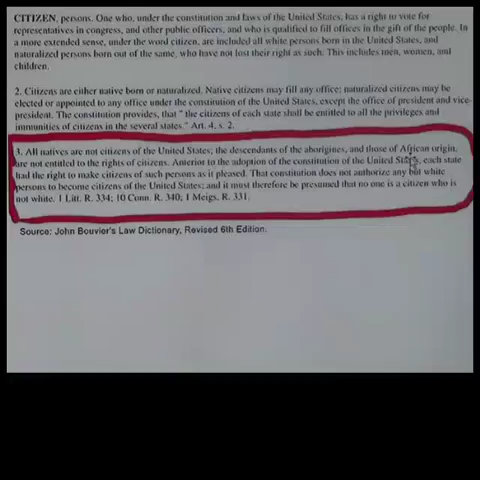 CITIZEN, persons. One who, under the constitution and laws of the United States, has a right to vote for
representatives in congress, and other public officers, and who is qualified to fill offices in the gift of the people. In
a more extended sense, under the word citizen, are included all white persons born in the United States, and
naturalized persons born out of the same, who have not lost their right as such. This includes men, women, and
children.
2. Citizens are either native born or naturalized. Native citizens may fill any office; naturalized citizens may be
elected or appointed to any office under the constitution of the United States, except the office of president and vice-
president. The constitution provides, that " the citizens of each state shall be entitled to all the privileges and
immunities of citizens in the several states." Art. 4, s. 2.
3. All natives are not citizens of the United States; the descendants of the aborigines, and those of African origin,
are not entitled to the rights of citizens. Anterior to the adoption of the constitution of the United States, each state
had the right to make citizens of such persons as it pleased. That constitution does not authorize any but white
persons to become citizens of the United States; and it must therefore be presumed that no one is a citizen who is
not white. 1 Litt. R. 334; 10 Conn. R. 340; 1 Meigs, R. 331.
Source: John Bouvier's Law Dictionary, Revised 6th Edition.